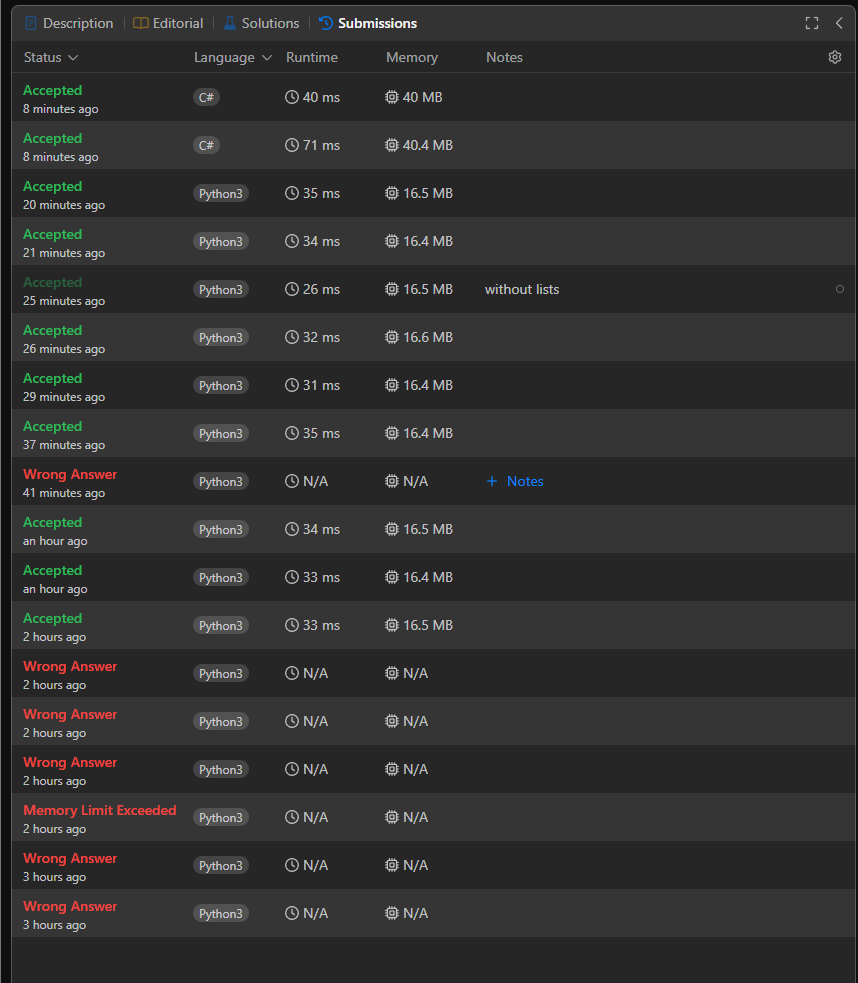 Description Editorial Solutions Submissions
Status Language Runtime Memory Notes
Accepted
8 minutes ago
C# 40 ms 40 MB
Accepted
8 minutes ago
C# 71 ms 40.4 MB
Accepted
20 minutes ago
Python3 35 ms 16.5 MB
Accepted
21 minutes ago
Python3 34 ms 16.4 MB
Accepted
25 minutes ago
Python3 26 ms 16.5 MB without lists
Accepted
26 minutes ago
Python3 32 ms 16.6 MB
Accepted
29 minutes ago
Python3 31 ms 16.4 MB
Accepted
37 minutes ago
Python3 35 ms 16.4 MB
Wrong Answer
41 minutes ago
Python3 N/A N/A + Notes
Accepted
an hour ago
Python3 34 ms 16.5 MB
Accepted
an hour ago
Python3 33 ms 16.4 MB
Accepted
2 hours ago
Python3 33 ms 16.5 MB
Wrong Answer
2 hours ago
Python3 N/A N/A
Wrong Answer
2 hours ago
Python3 N/A N/A
Wrong Answer
2 hours ago
Python3 N/A N/A
Memory Limit Exceeded
2 hours ago
Python3 N/A N/A
Wrong Answer
3 hours ago
Python3 N/A N/A
Wrong Answer
3 hours ago
Python3 N/A N/A